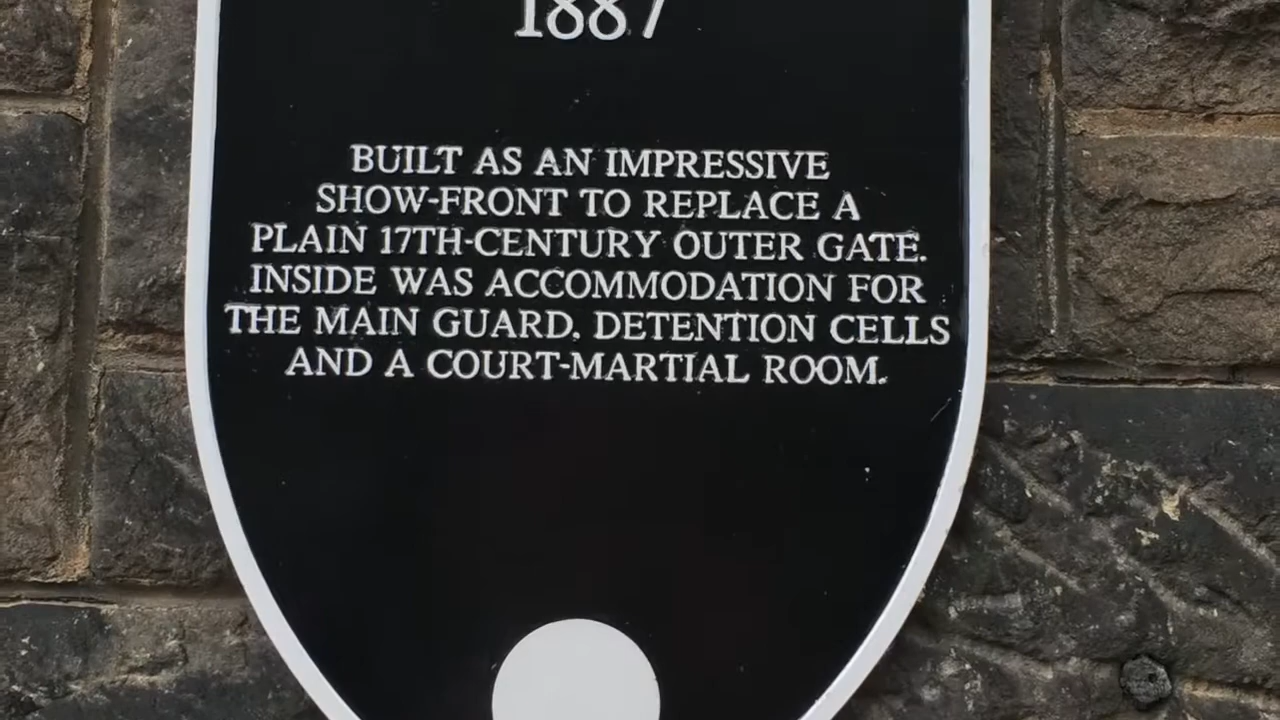 1887
BUILT AS AN IMPRESSIVE
SHOW-FRONT TO REPLACE A
PLAIN 17TH-CENTURY OUTER GATE.
INSIDE WAS ACCOMMODATION FOR
THE MAIN GUARD, DETENTION CELLS
AND A COURT-MARTIAL ROOM.